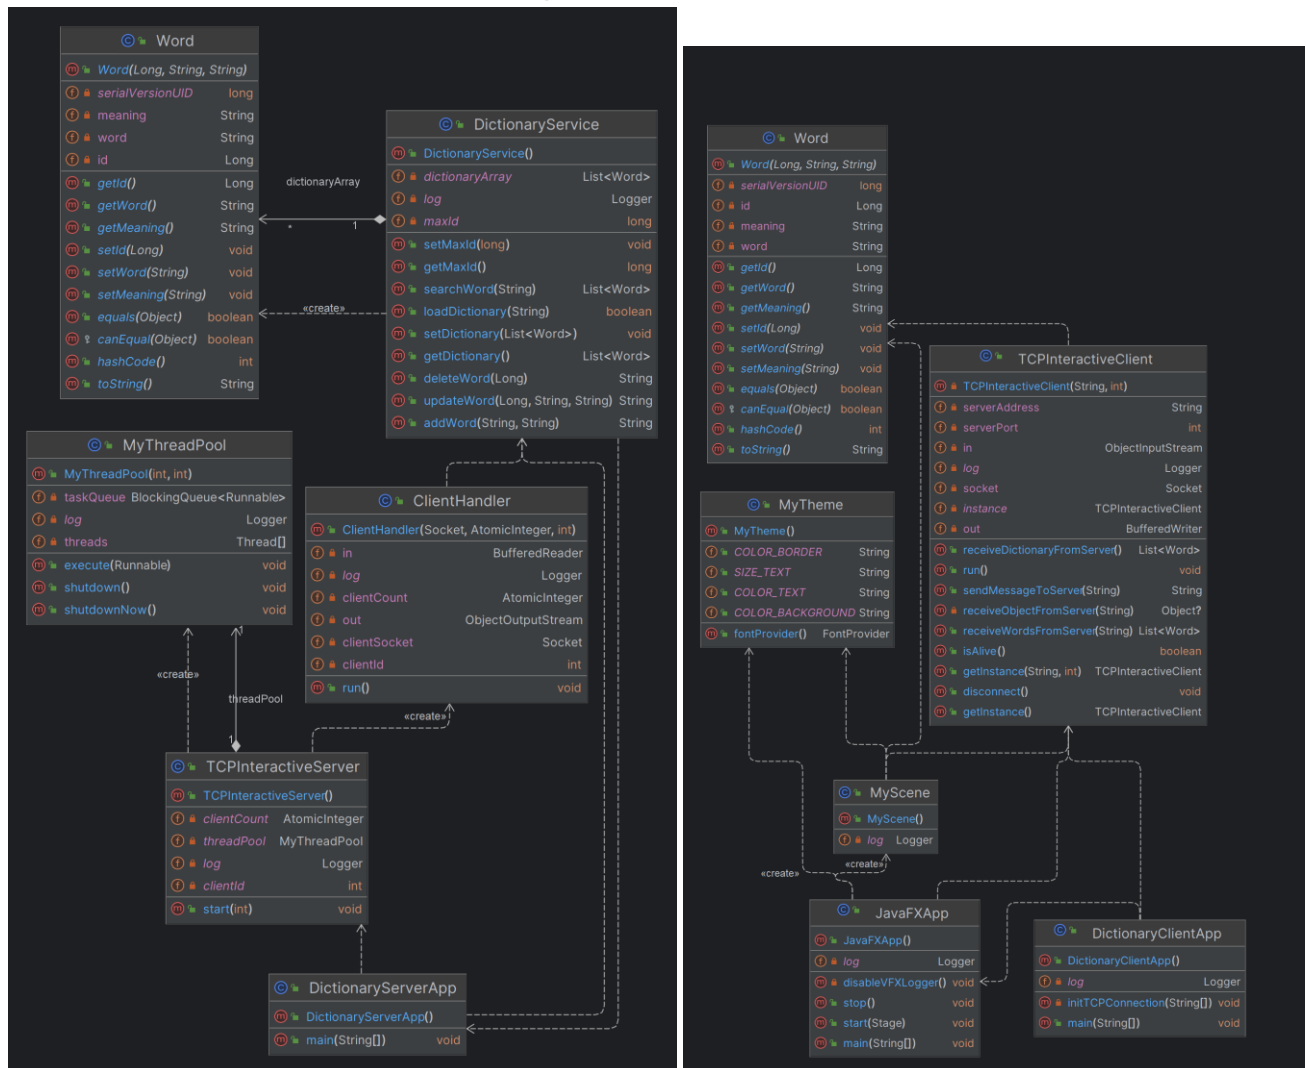 Word
Word(Long, String, String)
serialVersionUID long
meaning String
word String
id Long
getId() Long
getWord() String
getMeaning() String
setId(Long) void
setWord(String) void
setMeaning(String) void
equals(Object) boolean
canEqual(Object) boolean
hashCode() int
toString() String
dictionaryArray
*
1
«create»
DictionaryService
DictionaryService()
dictionaryArray List<Word>
log Logger
maxId long
setMaxId(long) void
getMaxId() long
searchWord(String) List<Word>
loadDictionary(String) boolean
setDictionary(List<Word>) void
getDictionary() List<Word>
deleteWord(Long) String
updateWord(Long, String, String) String
addWord(String, String) String
MyThreadPool
MyThreadPool(int, int)
taskQueue BlockingQueue<Runnable>
log Logger
threads Thread[]
execute(Runnable) void
shutdown() void
shutdownNow() void
1
«create»
threadPool
1
ClientHandler
ClientHandler(Socket, AtomicInteger, int)
in BufferedReader
log Logger
clientCount AtomicInteger
out ObjectOutputStream
clientSocket Socket
clientId int
run() void
«create»
TCPInteractiveServer
TCPInteractiveServer()
clientCount AtomicInteger
threadPool MyThreadPool
log Logger
clientId int
start(int) void
DictionaryServerApp
DictionaryServerApp()
main(String[]) void
Word
Word(Long, String, String)
serialVersionUID long
id Long
meaning String
word String
getId() Long
getWord() String
getMeaning() String
setId(Long) void
setWord(String) void
setMeaning(String) void
equals(Object) boolean
canEqual(Object) boolean
hashCode() int
toString() String
TCPInteractiveClient
TCPInteractiveClient(String, int)
serverAddress String
serverPort int
in ObjectInputStream
log Logger
socket Socket
instance TCPInteractiveClient
out BufferedWriter
receiveDictionaryFromServer() List<Word>
run() void
sendMessageToServer(String) String
receiveObjectFromServer(String) Object?
receiveWordsFromServer(String) List<Word>
isAlive() boolean
getInstance(String, int) TCPInteractiveClient
disconnect() void
getInstance() TCPInteractiveClient
MyTheme
MyTheme()
COLOR_BORDER String
SIZE_TEXT String
COLOR_TEXT String
COLOR_BACKGROUND String
fontProvider() FontProvider
MyScene
MyScene()
log Logger
«create»
«create»
JavaFXApp
JavaFXApp()
log Logger
disableVFXLogger() void
stop() void
start(Stage) void
main(String[]) void
DictionaryClientApp
DictionaryClientApp()
log Logger
initTCPConnection(String[]) void
main(String[]) void